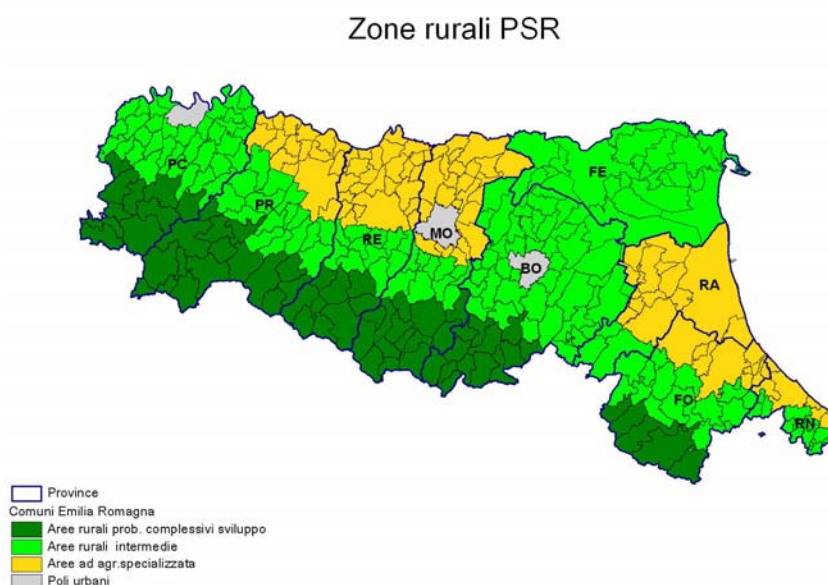 Zone rurali PSR
PC
PR
RE
MO
BO
FE
RA
FO
RN
Province
Comuni Emilia Romagna
Aree rurali prob. complessivi sviluppo
Aree rurali intermedie
Aree ad agr.specializzata
Poli urbani